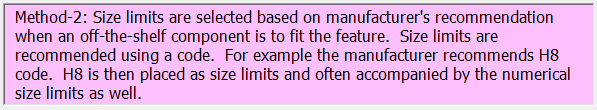 Method-2: Size limits are selected based on manufacturer's recommendation
when an off-the-shelf component is to fit the feature.  Size limits are
recommended using a code.  For example the manufacturer recommends H8
code.  H8 is then placed as size limits and often accompanied by the numerical
size limits as well.